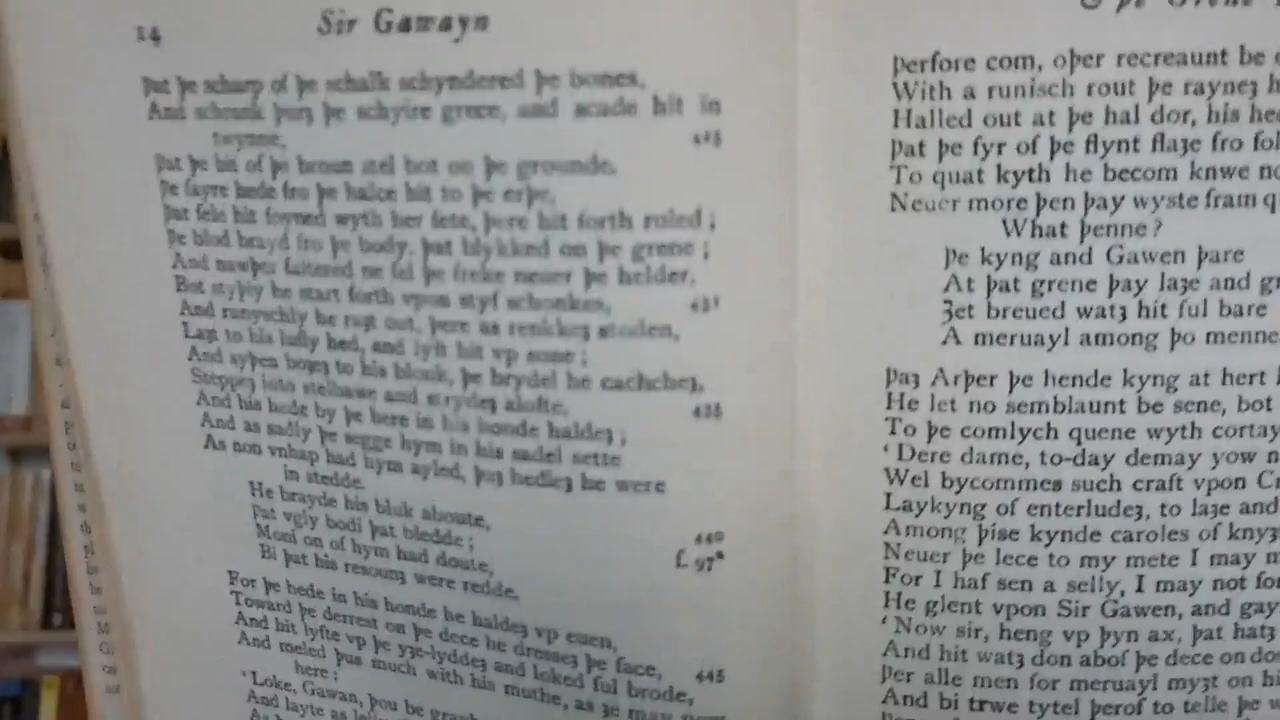 14
Sir Gawayn
Þat þe scharp of þe schalk schyndered þe bones,
And schrank þurȝ þe schyire grece, and scade hit in
twynne,
425
Þat þe bit of þe broun stel bot on þe grounde.
Þe fayre hede fro þe halce hit to þe erþe,
Þat fele hit foyned wyth her fete, þere hit forth roled ;
Þe blod brayd fro þe body, þat blykked on þe grene ;
And nawþer faltered ne fel þe freke neuer þe helder,
Bot styþly he start forth vpon styf schonkes,
And runyschly he raȝt out, þere as renkkeȝ stoden,
Laȝt to his lufly hed, and lyft hit vp sone ;
And syþen boȝeȝ to his blonk, þe brydel he cachcheȝ,
Steppeȝ into stelbawe and strydeȝ alofte,
435
And his hede by þe here in his honde haldeȝ ;
And as sadly þe segge hym in his sadel sette
As non vnhap had hym ayled, þaȝ hedleȝ he were
in stedde.
He brayde his bluk aboute,
Þat vgly bodi þat bledde ;
440
Moni on of hym had doute,
f. 97ᵃ
Bi þat his resounȝ were redde.
For þe hede in his honde he haldeȝ vp euen,
Toward þe derrest on þe dece he dresseȝ þe face,
And hit lyfte vp þe yȝe-lyddeȝ and loked ful brode,
445
And meled þus much with his muthe, as ȝe may now
here :
'Loke, Gawan, þou be
And layte as
Þerfore com, oþer recreaunt be
With a runisch rout þe rayneȝ
Halled out at þe hal dor, his
Þat þe fyr of þe flynt flaȝe fro
To quat kyth he becom knwe
Neuer more þen þay wyste fram
What þenne ?
Þe kyng and Gawen þare
At þat grene þay laȝe and
Ȝet breued watȝ hit ful bare
A meruayl among þo menne
Þaȝ Arþer þe hende kyng at hert
He let no semblaunt be sene, bot
To þe comlych quene wyth
'Dere dame, to-day demay yow
Wel bycommes such craft vpon
Laykyng of enterludeȝ, to laȝe and
Among þise kynde caroles of
Neuer þe lece to my mete I may
For I haf sen a selly, I may not
He glent vpon Sir Gawen, and
'Now sir, heng vp þyn ax, þat hatȝ
And hit watȝ don abof þe dece on
Þer alle men for meruayl myȝt on
And bi trwe tytel þerof to telle þe